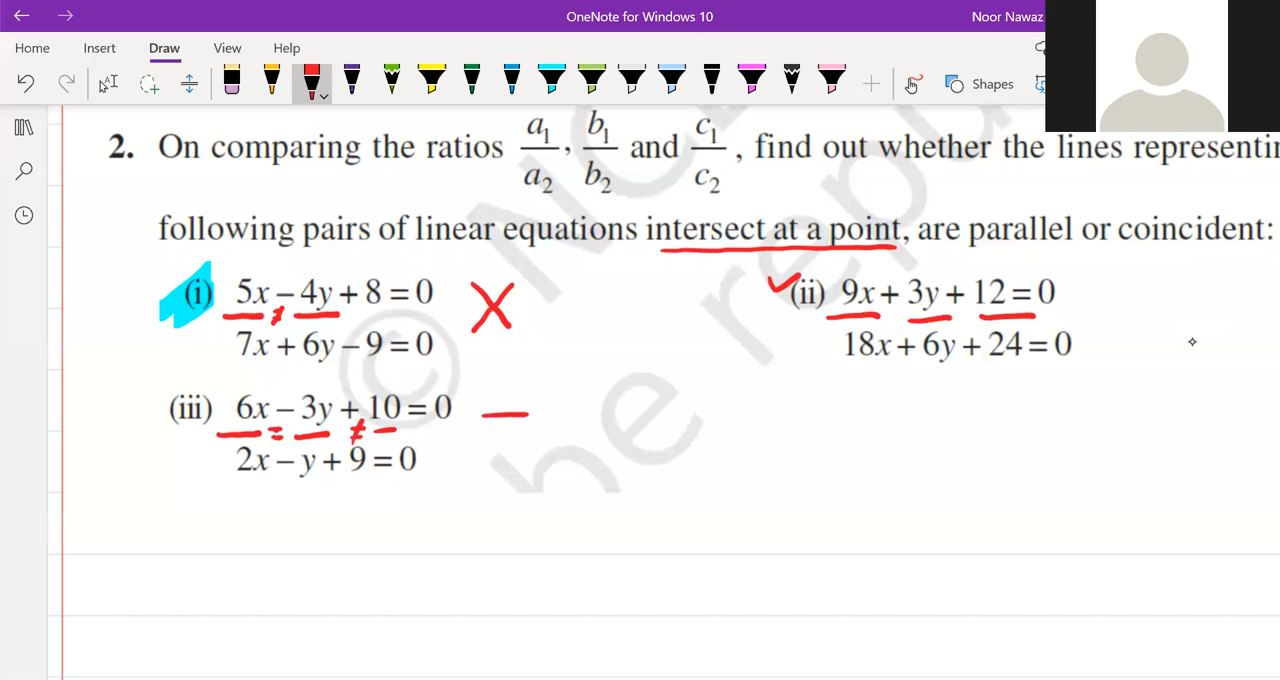 OneNote for Windows 10
Noor Nawaz
Home Insert Draw View Help
Shapes
2. On comparing the ratios a₁/a₂, b₁/b₂ and c₁/c₂, find out whether the lines representin
following pairs of linear equations intersect at a point, are parallel or coincident:
(i) 5x – 4y + 8 = 0
≠
7x + 6y – 9 = 0
(ii) 9x + 3y + 12 = 0
18x + 6y + 24 = 0
(iii) 6x – 3y + 10 = 0
= ≠
2x – y + 9 = 0